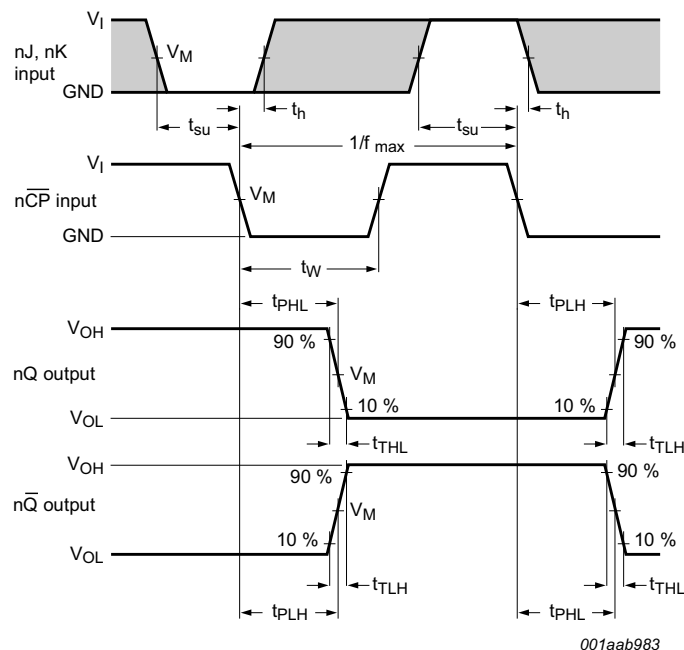 V_I
nJ, nK
input
V_M
GND
t_su
t_h
t_su
t_h
1/f max
V_I
nC̅P̅ input
V_M
GND
t_W
t_PHL
t_PLH
V_OH
90 %
90 %
nQ output
V_M
10 %
10 %
V_OL
t_THL
t_TLH
V_OH
90 %
90 %
nQ̅ output
V_M
10 %
10 %
V_OL
t_TLH
t_THL
t_PLH
t_PHL
001aab983